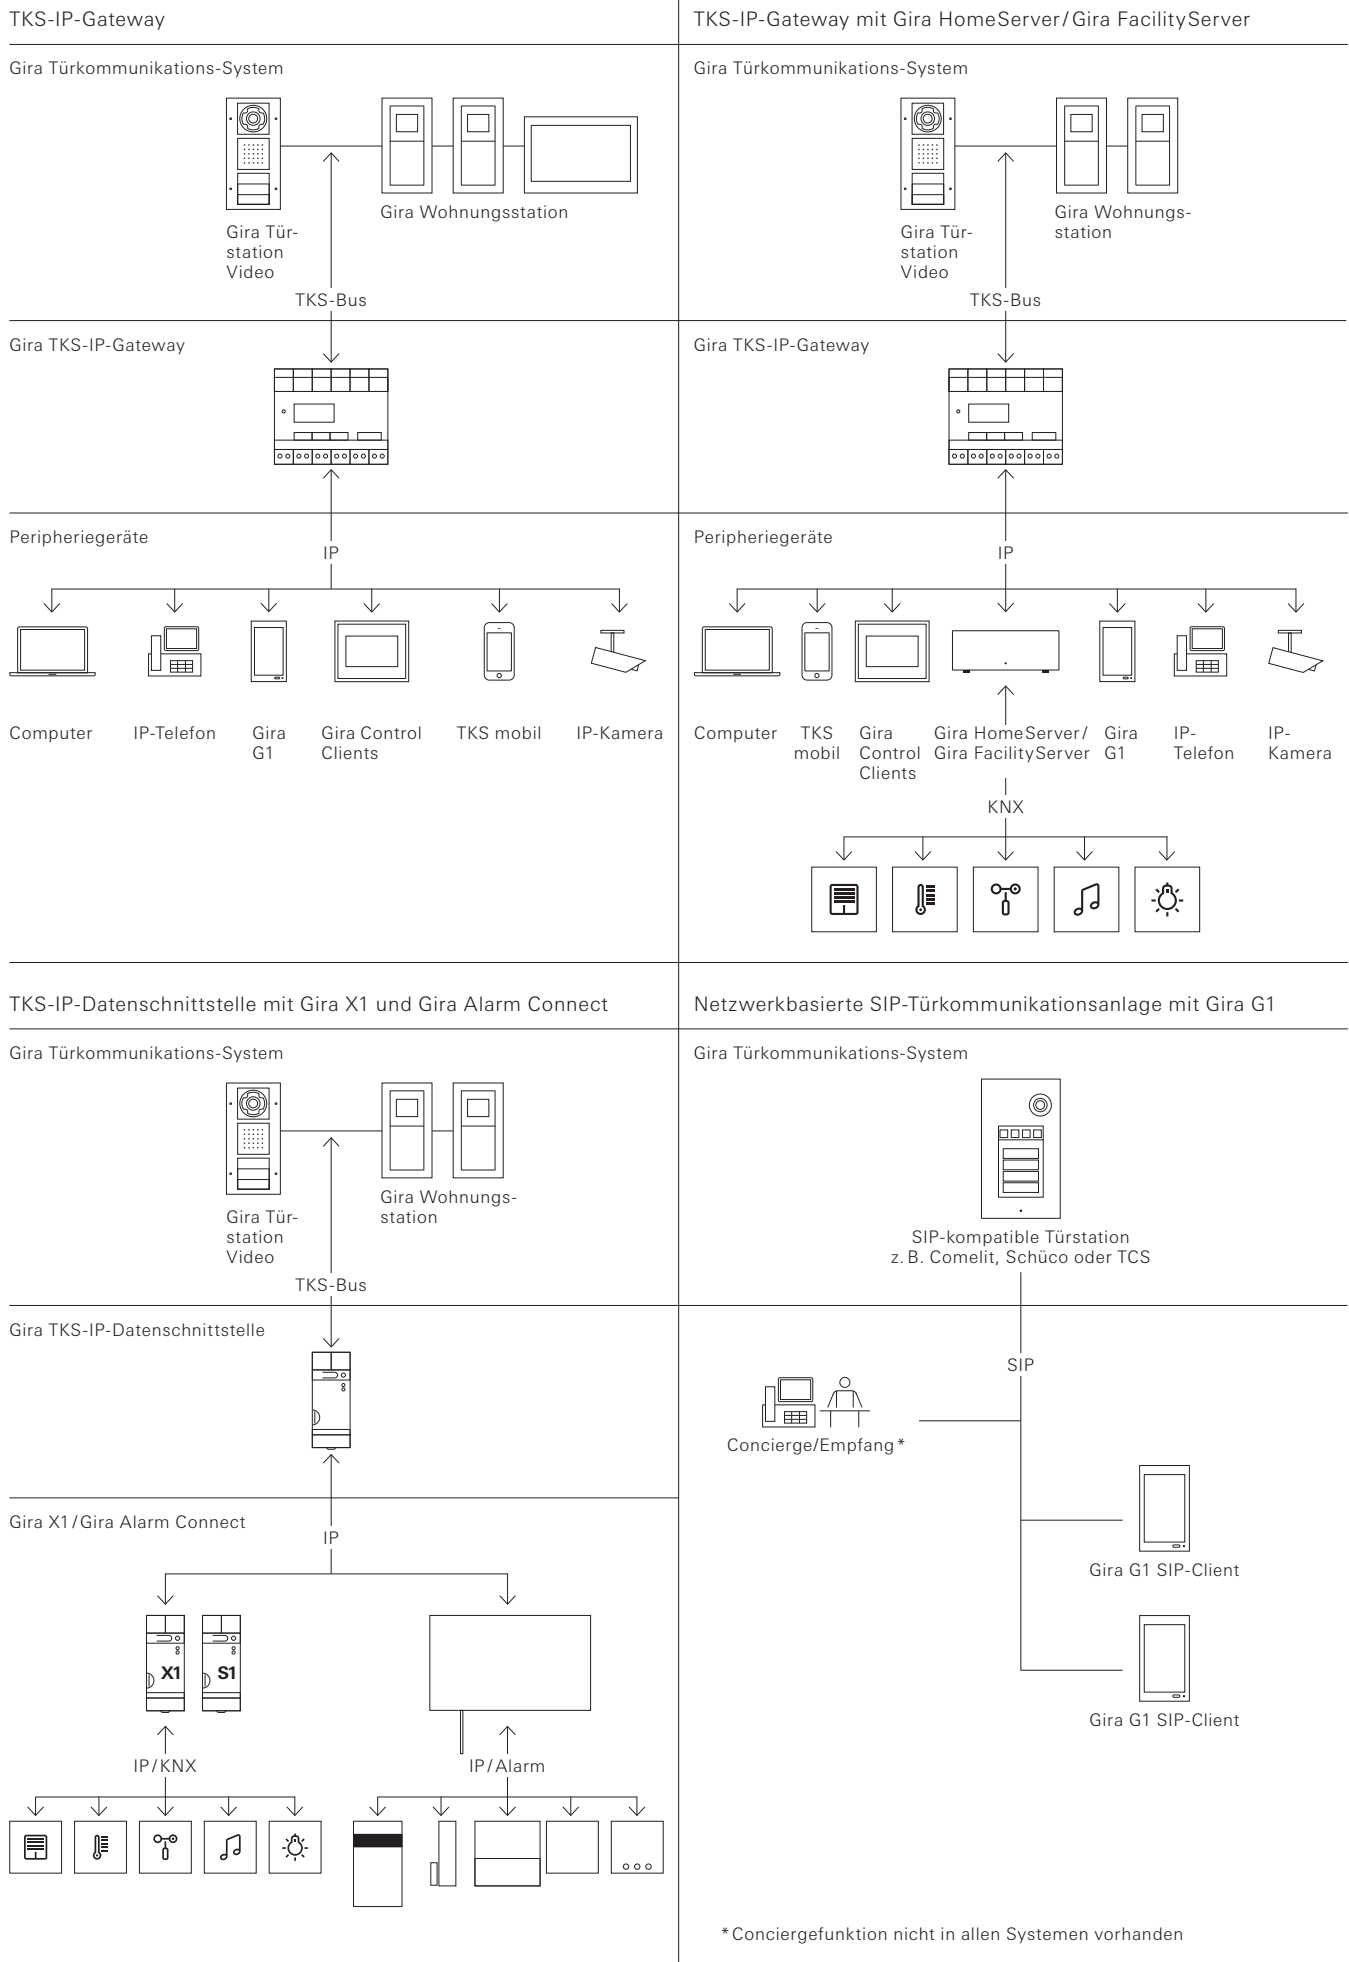 TKS-IP-Gateway
Gira Türkommunikations-System
Gira Tür-
station
Video
Gira Wohnungsstation
TKS-Bus
Gira TKS-IP-Gateway
Peripheriegeräte
IP
Computer
IP-Telefon
Gira
G1
Gira Control
Clients
TKS mobil
IP-Kamera
TKS-IP-Gateway mit Gira HomeServer/Gira FacilityServer
Gira Türkommunikations-System
Gira Tür-
station
Video
Gira Wohnungs-
station
TKS-Bus
Gira TKS-IP-Gateway
Peripheriegeräte
IP
Computer
TKS
mobil
Gira
Control
Clients
Gira HomeServer/
Gira FacilityServer
Gira
G1
IP-
Telefon
IP-
Kamera
KNX
TKS-IP-Datenschnittstelle mit Gira X1 und Gira Alarm Connect
Gira Türkommunikations-System
Gira Tür-
station
Video
Gira Wohnungs-
station
TKS-Bus
Gira TKS-IP-Datenschnittstelle
Gira X1/Gira Alarm Connect
IP
X1
S1
IP/KNX
IP/Alarm
Netzwerkbasierte SIP-Türkommunikationsanlage mit Gira G1
Gira Türkommunikations-System
SIP-kompatible Türstation
z. B. Comelit, Schüco oder TCS
SIP
Concierge/Empfang*
Gira G1 SIP-Client
Gira G1 SIP-Client
*Conciergefunktion nicht in allen Systemen vorhanden